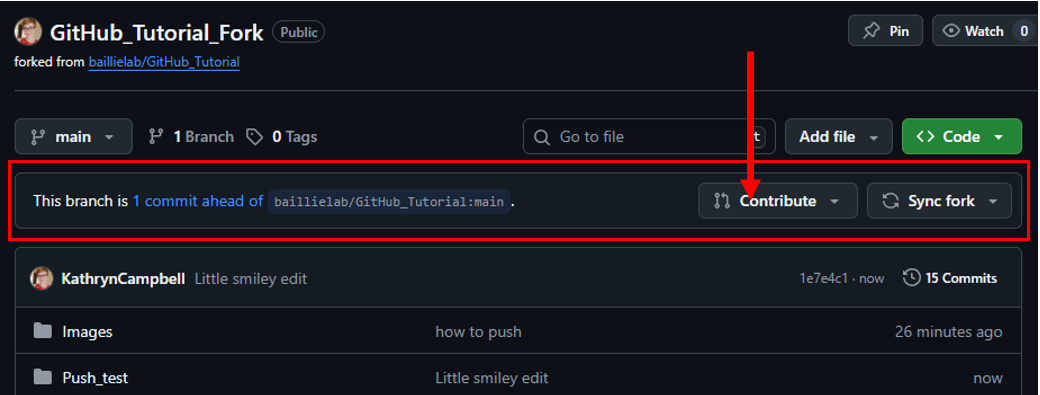 GitHub_Tutorial_Fork Public Pin Watch 0
forked from baillielab/GitHub_Tutorial
main 1 Branch 0 Tags Go to file t Add file Code
This branch is 1 commit ahead of baillielab/GitHub_Tutorial:main . Contribute Sync fork
KathrynCampbell Little smiley edit 1e7e4c1 · now 15 Commits
Images how to push 26 minutes ago
Push_test Little smiley edit now